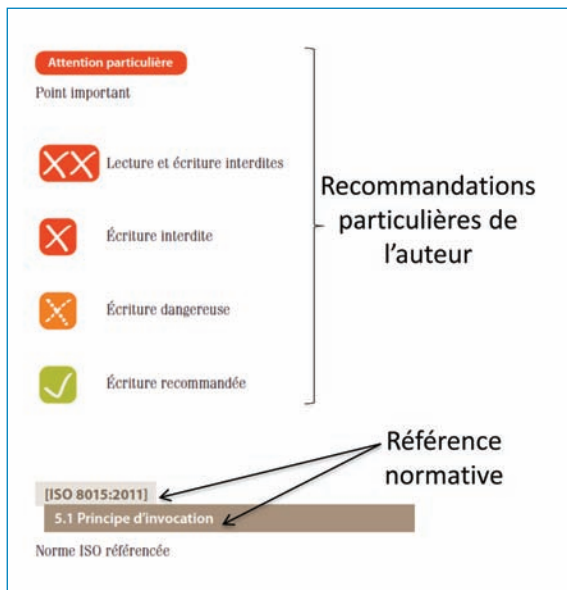 Attention particulière
Point important
Lecture et écriture interdites
Écriture interdite
Écriture dangereuse
Écriture recommandée
Recommandations
particulières de
l'auteur
Référence
normative
[ISO 8015:2011]
5.1 Principe d'invocation
Norme ISO référencée